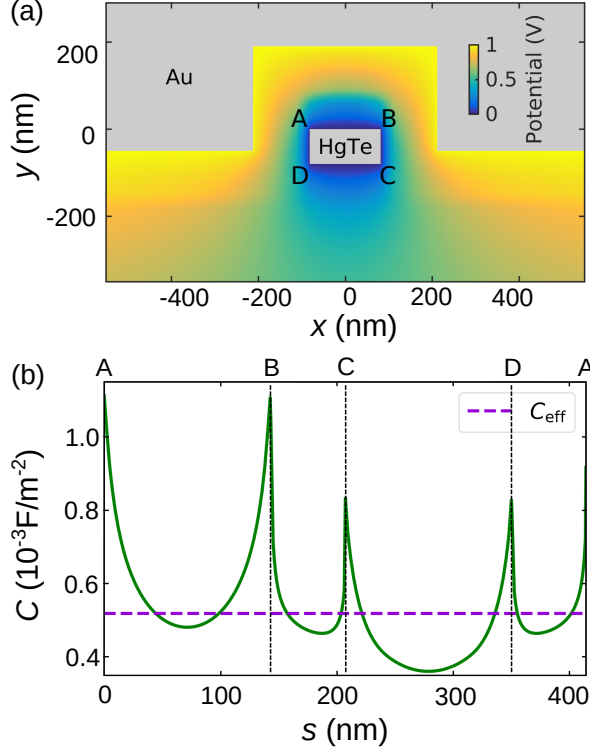 (a)
200
0
-200
y (nm)
Au
A
B
HgTe
D
C
1
0.5
0
Potential (V)
-400
-200
0
200
400
x (nm)
(b)
A
B
C
D
A
1.0
0.8
0.6
0.4
C (10⁻³F/m⁻²)
C_eff
0
100
200
300
400
s (nm)